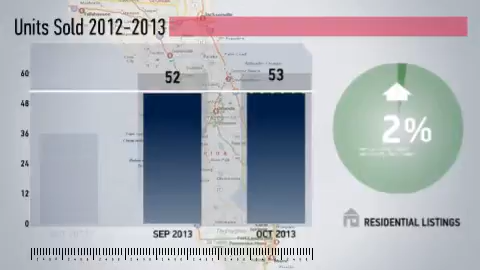 Units Sold 2012-2013
60
52
53
48
36
24
12
0
2%
SEP 2013
OCT 2013
RESIDENTIAL LISTINGS